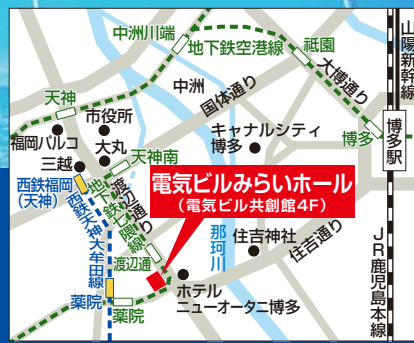 中洲川端
地下鉄空港線
祇園
山陽新幹線
大博通り
中洲
国体通り
天神
市役所
福岡パルコ
大丸
三越
天神南
キャナルシティ
博多
博多
博多駅
西鉄福岡
(天神)
地下鉄七隈線
渡辺通り
電気ビルみらいホール
(電気ビル共創館4F)
西鉄天神大牟田線
那珂川
住吉神社
住吉通り
渡辺通
ホテル
ニューオータニ博多
薬院
薬院
JR鹿児島本線